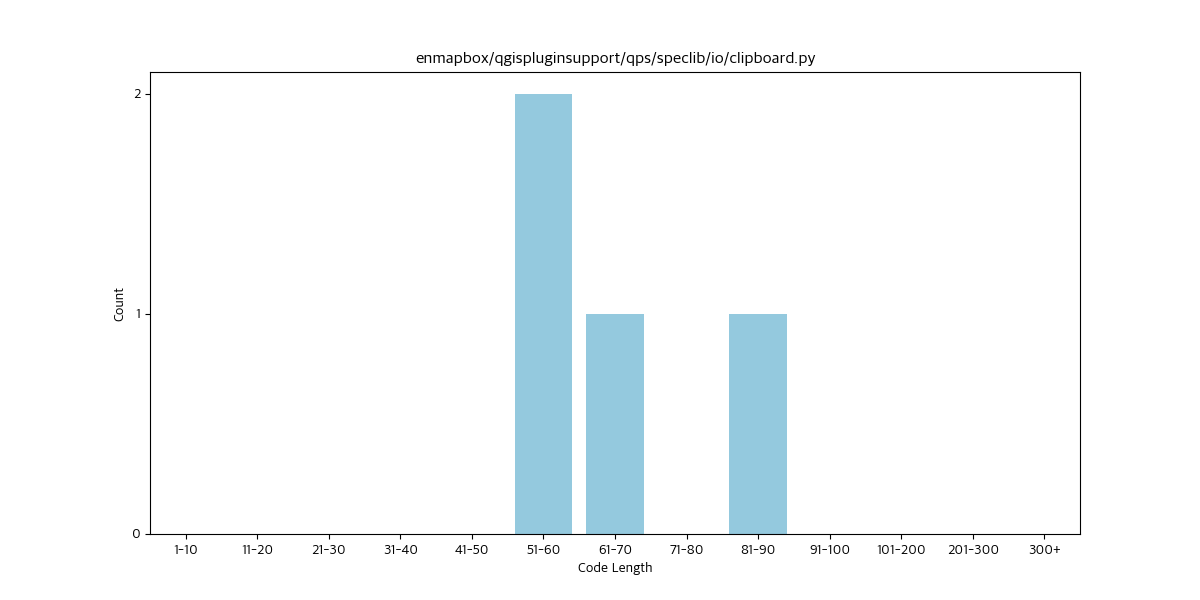 enmapbox/qgispluginsupport/qps/speclib/io/clipboard.py
2
1
0
Count
1-10 11-20 21-30 31-40 41-50 51-60 61-70 71-80 81-90 91-100 101-200 201-300 300+
Code Length